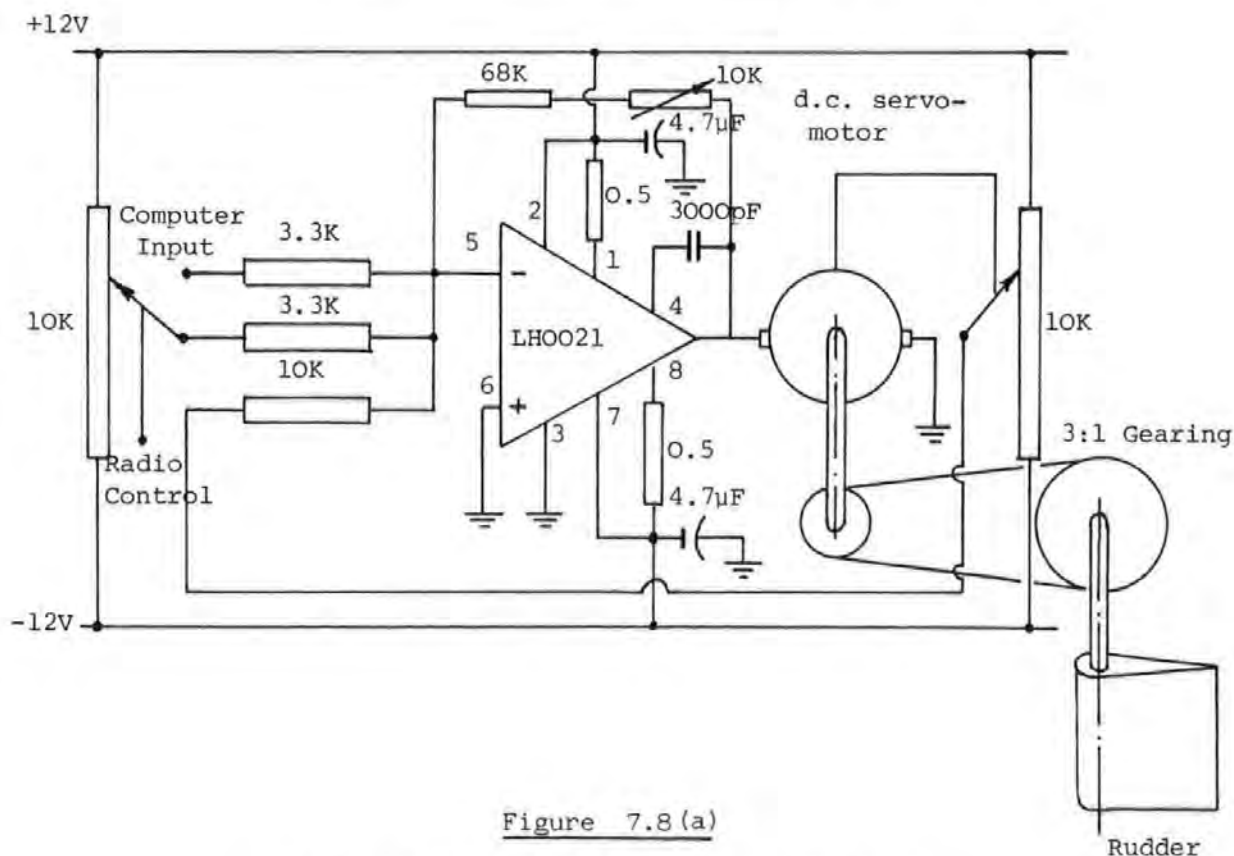 +12V
68K
10K
d.c. servo-
motor
4.7µF
0.5
2
3000pF
Computer
Input
3.3K
5
-
1
3.3K
4
10K
LH0021
10K
10K
8
6
+
7
3
0.5
3:1 Gearing
Radio
Control
4.7µF
-12V
Figure 7.8(a)
Rudder